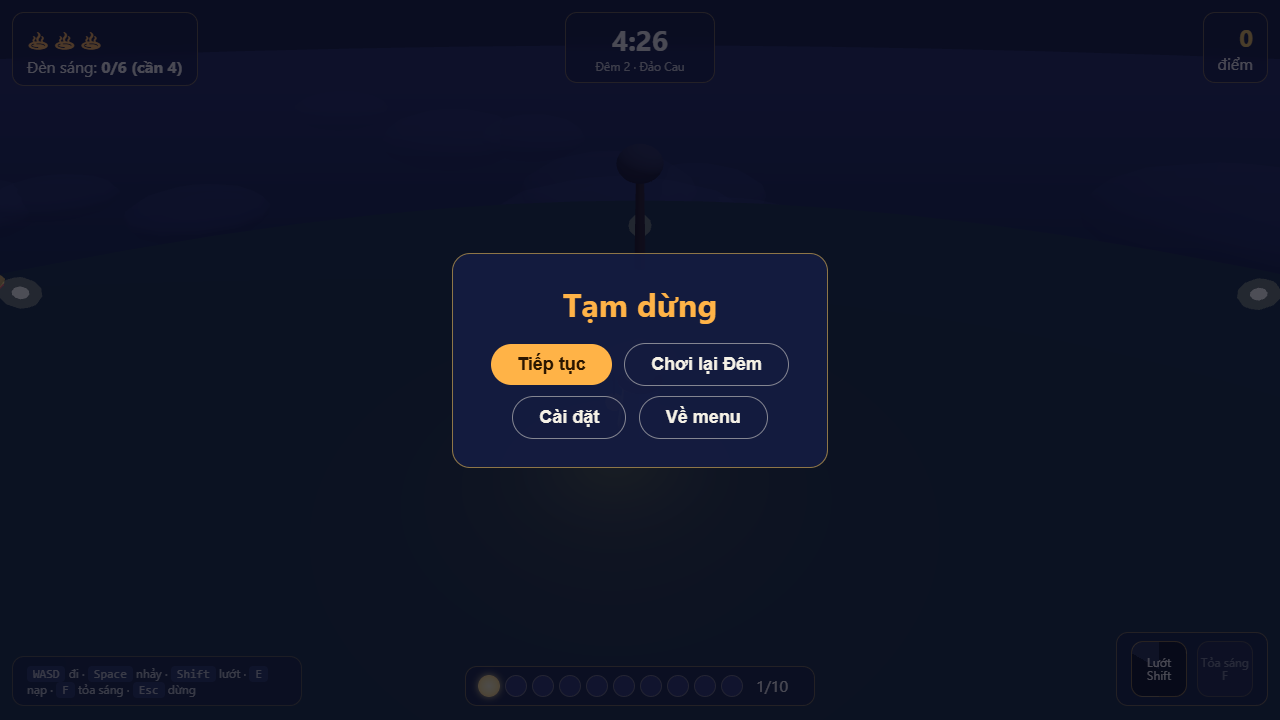 Đèn sáng: 0/6 (cần 4)
4:26
Đêm 2 · Đảo Cau
0
điểm
Tạm dừng
Tiếp tục
Chơi lại Đêm
Cài đặt
Về menu
WASD đi · Space nhảy · Shift lướt · E
nạp · F tỏa sáng · Esc dừng
1/10
Lướt
Shift
Tỏa sáng
F